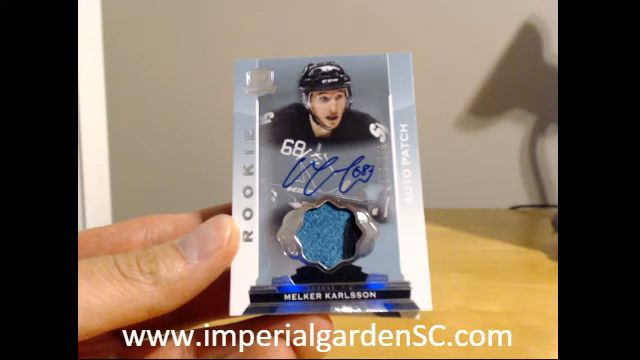 ROOKIE
AUTO PATCH
68
MELKER KARLSSON
www.imperialgardenSC.com